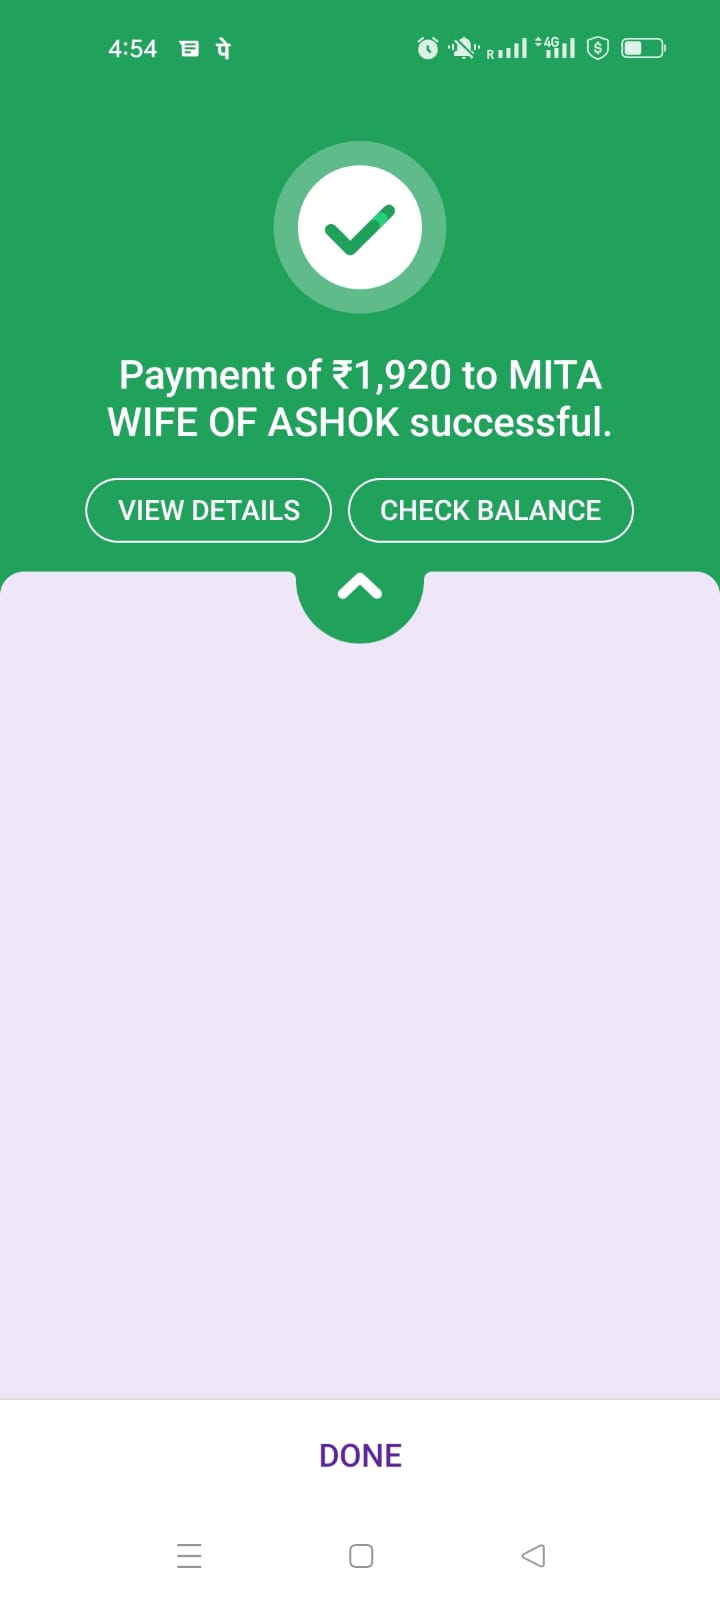 4:54 पे R 4G $
Payment of ₹1,920 to MITA
WIFE OF ASHOK successful.
VIEW DETAILS CHECK BALANCE
DONE